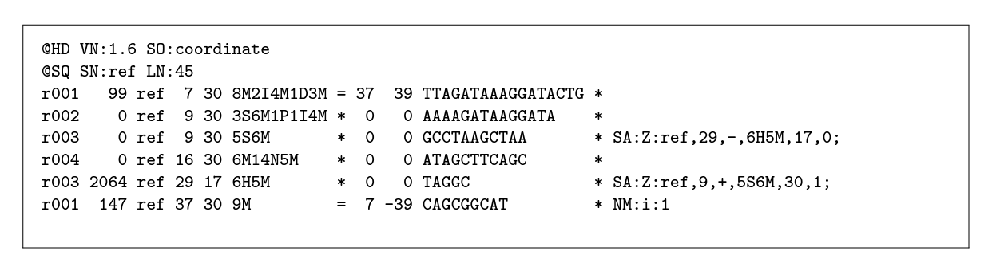 @HD VN:1.6 SO:coordinate
@SQ SN:ref LN:45
r001   99 ref  7 30 8M2I4M1D3M = 37  39 TTAGATAAAGGATACTG *
r002    0 ref  9 30 3S6M1P1I4M *  0   0 AAAAGATAAGGATA    *
r003    0 ref  9 30 5S6M       *  0   0 GCCTAAGCTAA       * SA:Z:ref,29,-,6H5M,17,0;
r004    0 ref 16 30 6M14N5M    *  0   0 ATAGCTTCAGC       *
r003 2064 ref 29 17 6H5M       *  0   0 TAGGC             * SA:Z:ref,9,+,5S6M,30,1;
r001  147 ref 37 30 9M         =  7 -39 CAGCGGCAT         * NM:i:1